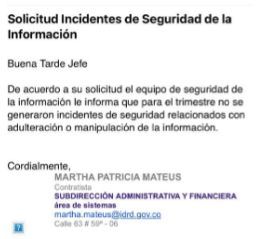 Solicitud Incidentes de Seguridad de la
Información
Buena Tarde Jefe
De acuerdo a su solicitud el equipo de seguridad de
la información le informa que para el trimestre no se
generaron incidentes de seguridad relacionados con
adulteración o manipulación de la información.
Cordialmente,
MARTHA PATRICIA MATEUS
Contratista
SUBDIRECCIÓN ADMINISTRATIVA Y FINANCIERA
área de sistemas
martha.mateus@idrd.gov.co
Calle 63 # 59ª - 06
?